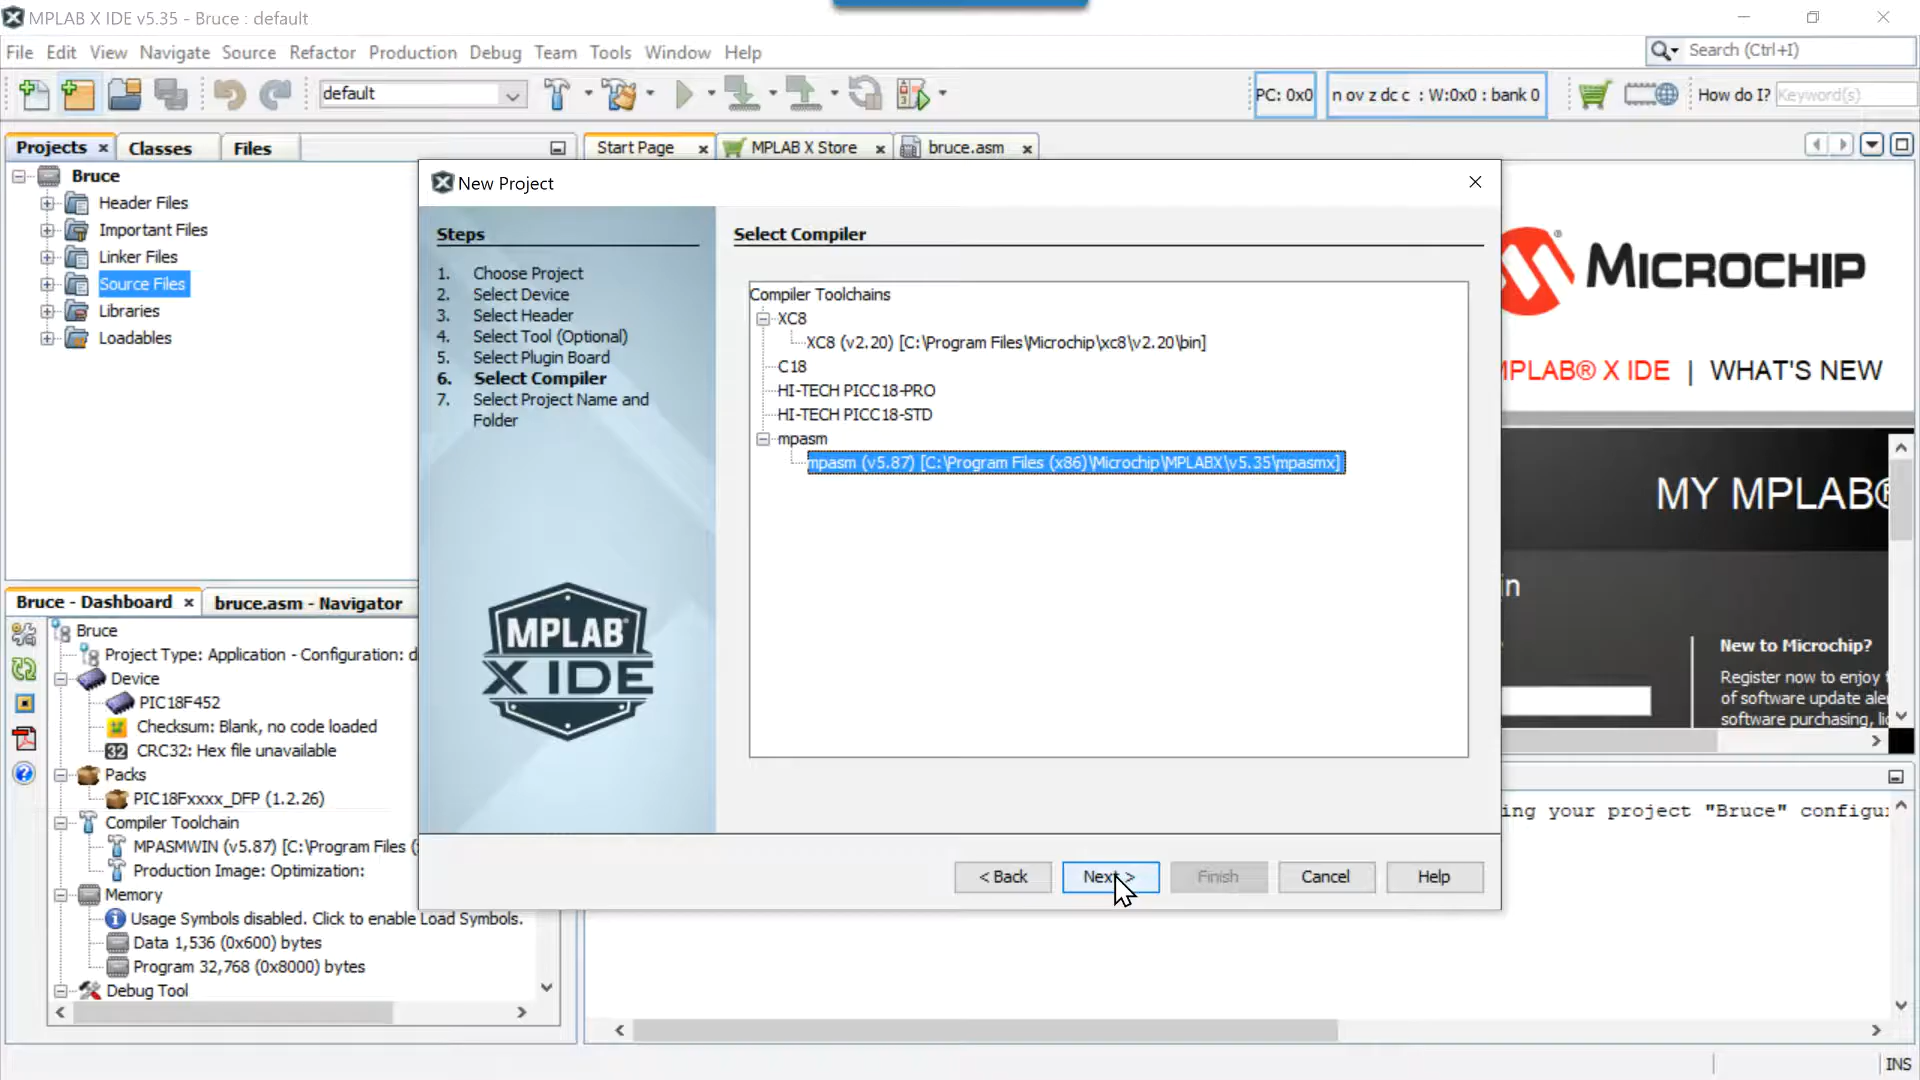 MPLAB X IDE v5.35 - Bruce : default
File Edit View Navigate Source Refactor Production Debug Team Tools Window Help
Search (Ctrl+I)
default
PC: 0x0
n ov z dc c : W:0x0 : bank 0
How do I?
Keyword(s)
Projects
Classes
Files
Start Page
MPLAB X Store
bruce.asm
Bruce
Header Files
Important Files
Linker Files
Source Files
Libraries
Loadables
New Project
Steps
1. Choose Project
2. Select Device
3. Select Header
4. Select Tool (Optional)
5. Select Plugin Board
6. Select Compiler
7. Select Project Name and
Folder
MPLAB®
X IDE
Select Compiler
Compiler Toolchains
XC8
XC8 (v2.20) [C:\Program Files\Microchip\xc8\v2.20\bin]
C18
HI-TECH PICC18-PRO
HI-TECH PICC18-STD
mpasm
mpasm (v5.87) [C:\Program Files (x86)\Microchip\MPLABX\v5.35\mpasmx]
< Back
Next >
Finish
Cancel
Help
MICROCHIP
MPLAB® X IDE | WHAT'S NEW
MY MPLAB®
in
New to Microchip?
Register now to enjoy
of software update ale
software purchasing, li
Bruce - Dashboard
bruce.asm - Navigator
Bruce
Project Type: Application - Configuration: d
Device
PIC18F452
Checksum: Blank, no code loaded
32 CRC32: Hex file unavailable
Packs
PIC18Fxxxx_DFP (1.2.26)
Compiler Toolchain
MPASMWIN (v5.87) [C:\Program Files (
Production Image: Optimization:
Memory
Usage Symbols disabled. Click to enable Load Symbols.
Data 1,536 (0x600) bytes
Program 32,768 (0x8000) bytes
Debug Tool
ing your project "Bruce" configu
INS